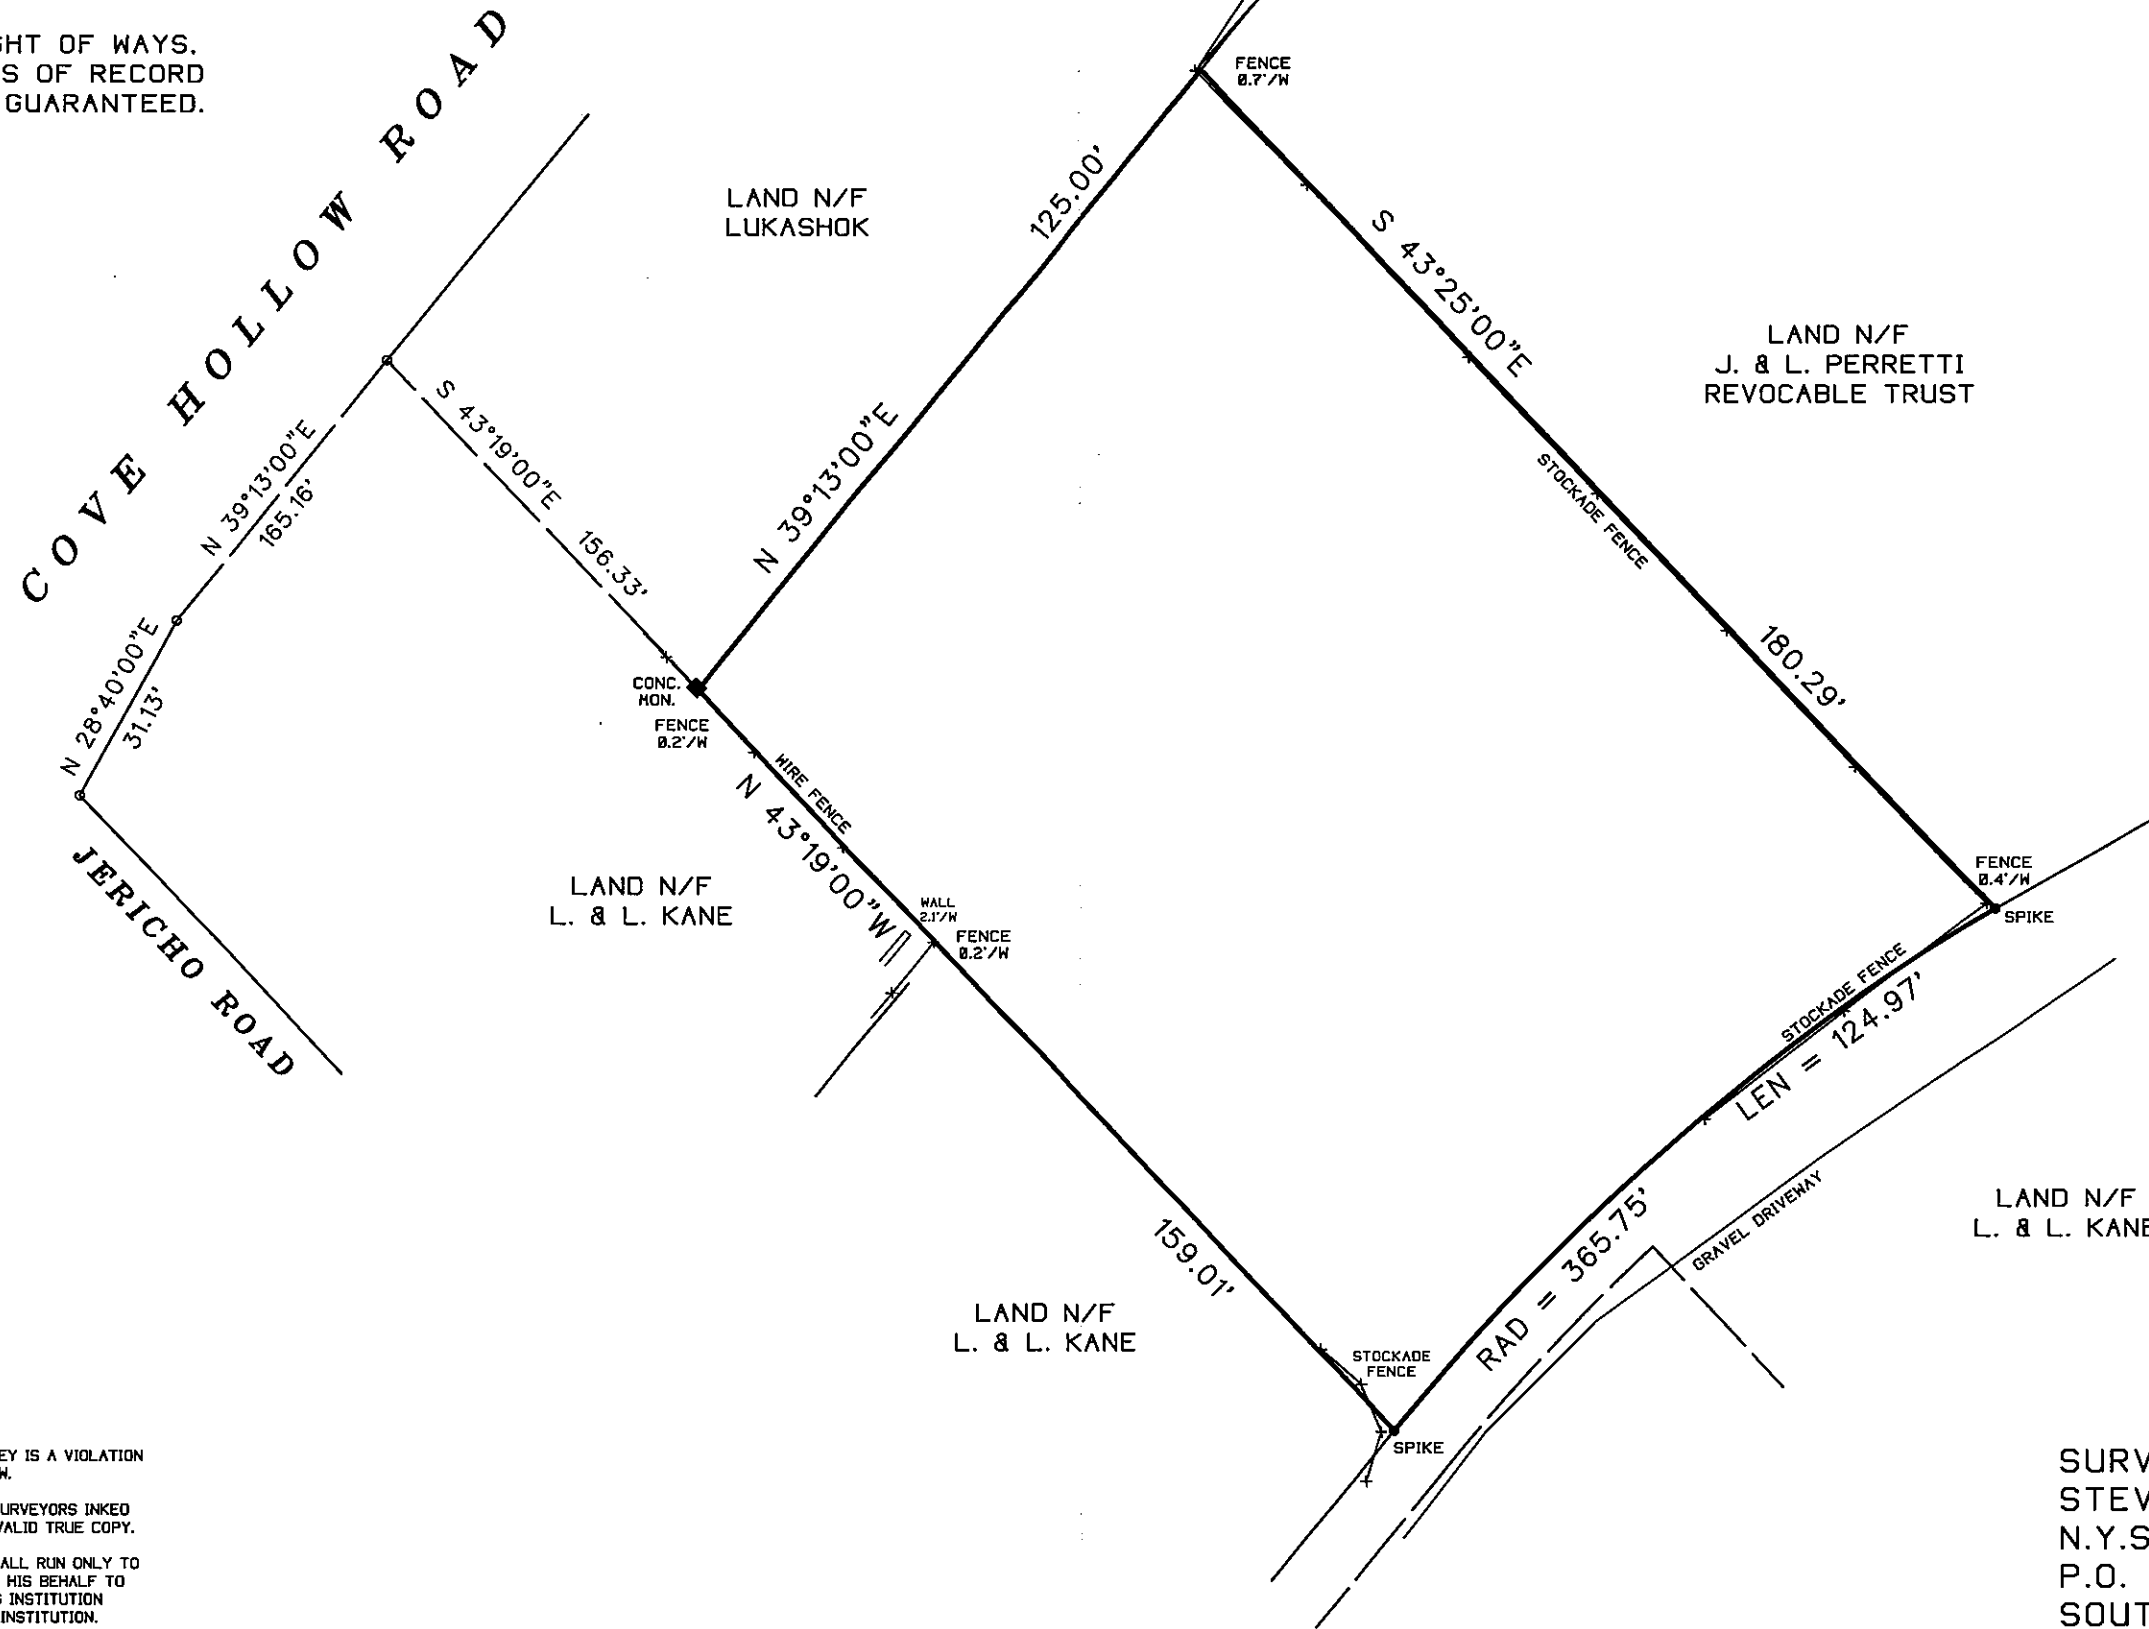 GHT OF WAYS.
S OF RECORD
GUARANTEED.
COVE HOLLOW ROAD
LAND N/F
LUKASHOK
FENCE
0.7'/W
125.00'
N 39°13'00"E
S 43°25'00"E
STOCKADE FENCE
180.29'
LAND N/F
J. & L. PERRETTI
REVOCABLE TRUST
N 39°13'00"E
165.16'
S 43°19'00"E 156.33'
N 28°40'00"E
31.13'
JERICHO ROAD
CONC.
MON.
FENCE
0.2'/W
WIRE FENCE
N 43°19'00"W
WALL
2.1'/W
FENCE
0.2'/W
LAND N/F
L. & L. KANE
FENCE
0.4'/W
SPIKE
STOCKADE FENCE
LEN = 124.97'
RAD = 365.75'
GRAVEL DRIVEWAY
LAND N/F
L. & L. KANE
159.01'
LAND N/F
L. & L. KANE
STOCKADE
FENCE
SPIKE
EY IS A VIOLATION
W.
URVEYORS INKED
VALID TRUE COPY.
ALL RUN ONLY TO
HIS BEHALF TO
G INSTITUTION
INSTITUTION.
SURV
STEV
N.Y.S
P.O.
SOUT